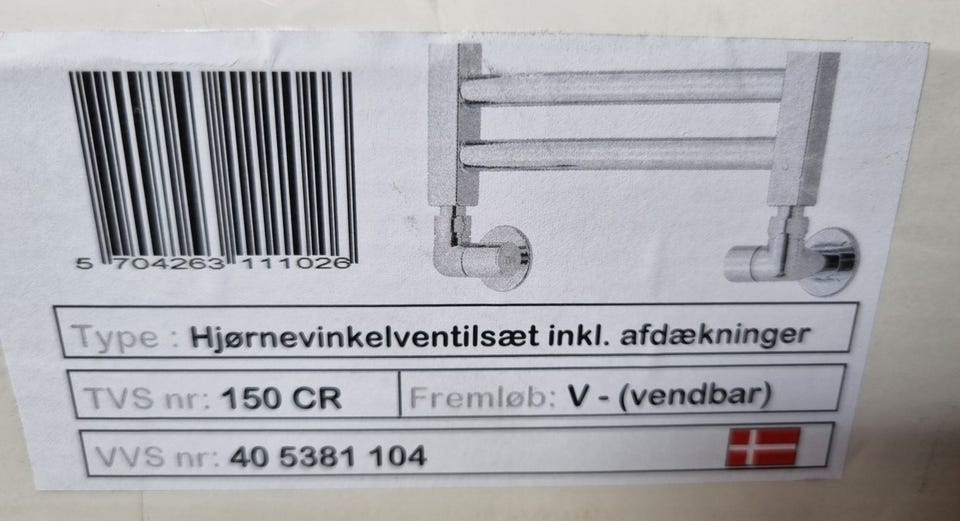 5 704263 111026
Type : Hjørnevinkelventilsæt inkl. afdækninger
TVS nr: 150 CR
Fremløb: V - (vendbar)
VVS nr: 40 5381 104